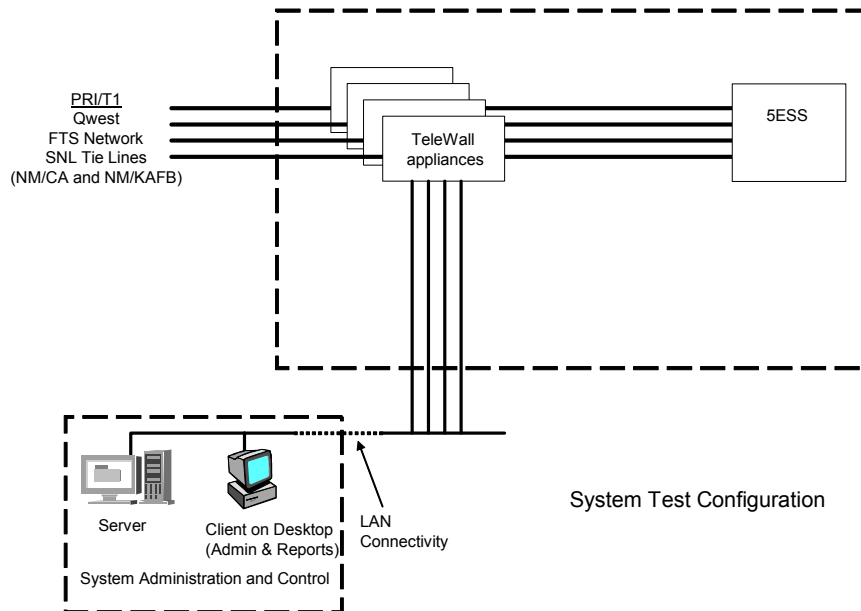 PRI/T1
Qwest
FTS Network
SNL Tie Lines
(NM/CA and NM/KAFB)
TeleWall
appliances
5ESS
Server
Client on Desktop
(Admin & Reports)
System Administration and Control
LAN
Connectivity
System Test Configuration